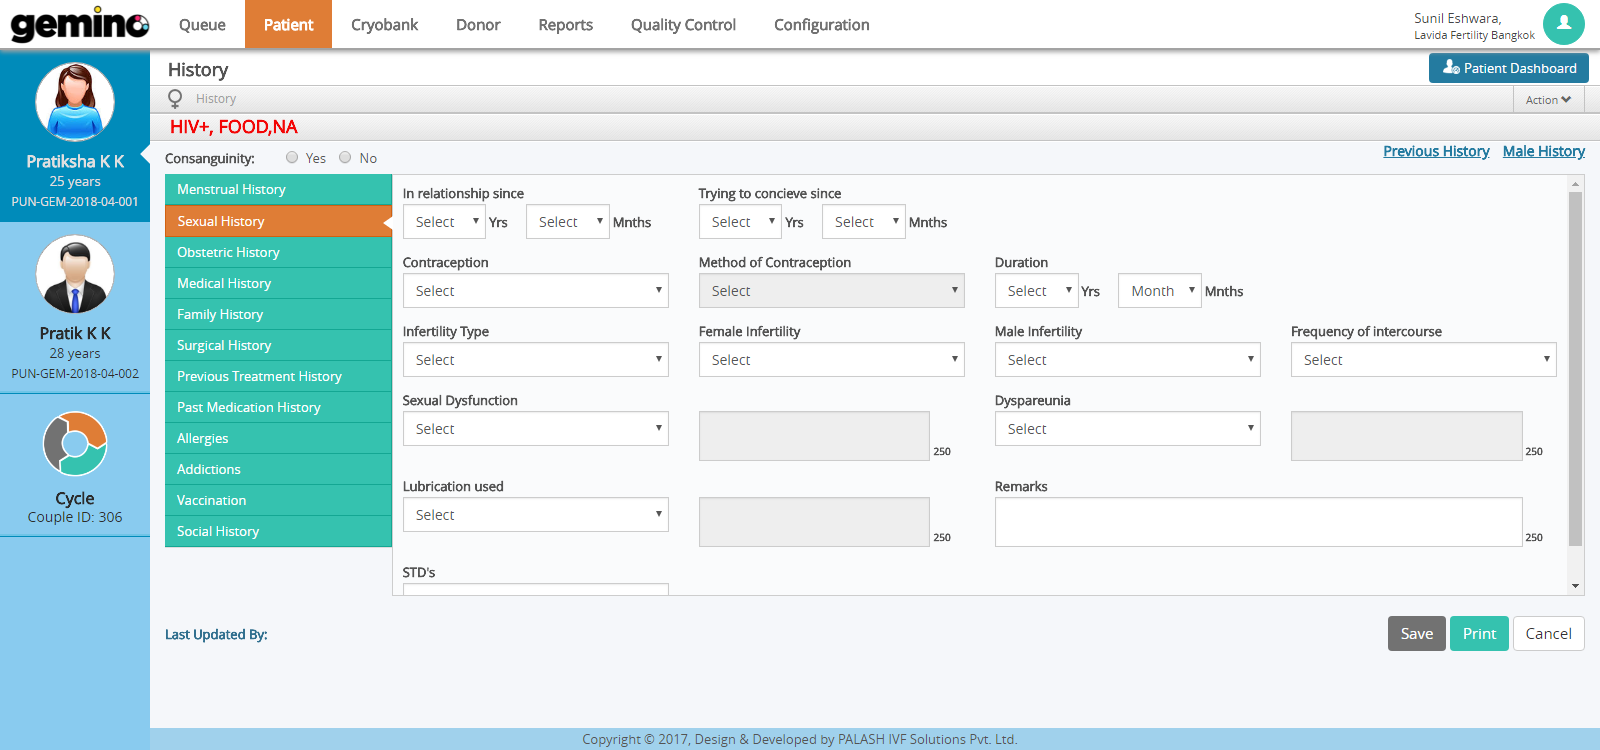 gemino Queue Patient Cryobank Donor Reports Quality Control Configuration
Sunil Eshwara,
Lavida Fertility Bangkok
Pratiksha K K
25 years
PUN-GEM-2018-04-001
Pratik K K
28 years
PUN-GEM-2018-04-002
Cycle
Couple ID: 306
History
Patient Dashboard
History
Action
HIV+, FOOD,NA
Consanguinity: Yes No
Previous History Male History
Menstrual History
Sexual History
Obstetric History
Medical History
Family History
Surgical History
Previous Treatment History
Past Medication History
Allergies
Addictions
Vaccination
Social History
In relationship since Trying to concieve since
Select Yrs Select Mnths Select Yrs Select Mnths
Contraception Method of Contraception Duration
Select Select Select Yrs Month Mnths
Infertility Type Female Infertility Male Infertility Frequency of intercourse
Select Select Select Select
Sexual Dysfunction Dyspareunia
Select 250 Select 250
Lubrication used Remarks
Select 250 250
STD's
Last Updated By:
Save Print Cancel
Copyright © 2017, Design & Developed by PALASH IVF Solutions Pvt. Ltd.